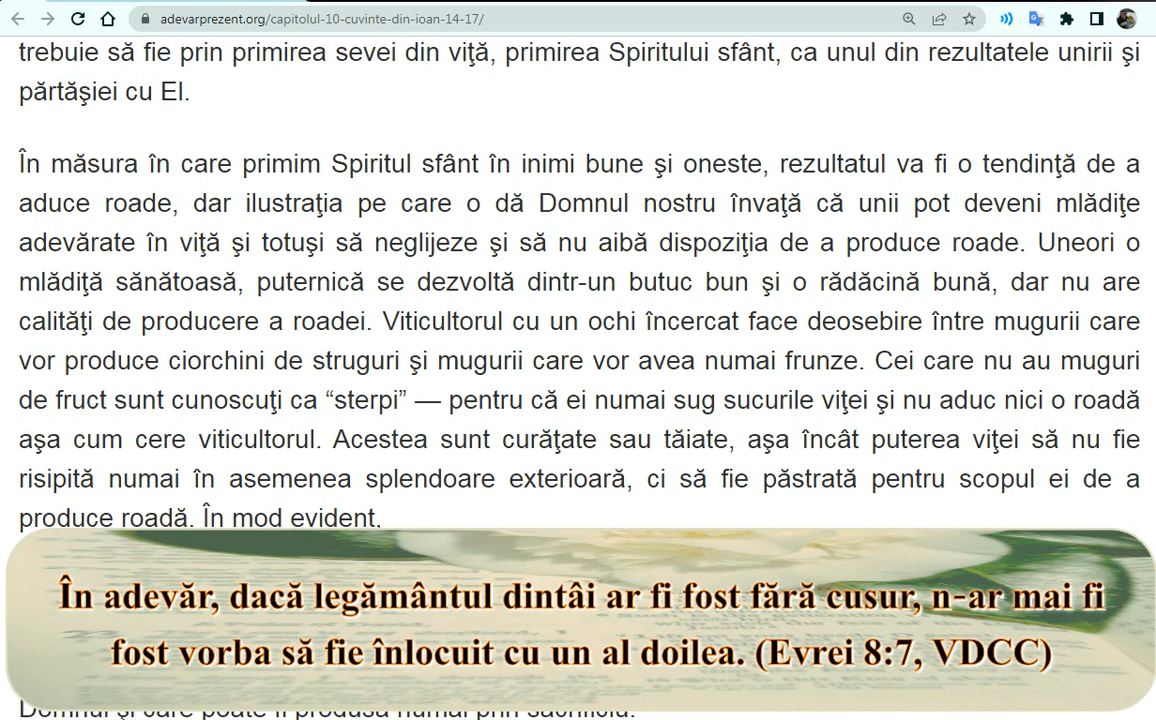 adevarprezent.org/capitolul-10-cuvinte-din-ioan-14-17/
trebuie să fie prin primirea sevei din viţă, primirea Spiritului sfânt, ca unul din rezultatele unirii şi
părtăşiei cu El.
În măsura în care primim Spiritul sfânt în inimi bune şi oneste, rezultatul va fi o tendinţă de a
aduce roade, dar ilustraţia pe care o dă Domnul nostru învaţă că unii pot deveni mlădiţe
adevărate în viţă şi totuşi să neglijeze şi să nu aibă dispoziţia de a produce roade. Uneori o
mlădiţă sănătoasă, puternică se dezvoltă dintr-un butuc bun şi o rădăcină bună, dar nu are
calităţi de producere a roadei. Viticultorul cu un ochi încercat face deosebire între mugurii care
vor produce ciorchini de struguri şi mugurii care vor avea numai frunze. Cei care nu au muguri
de fruct sunt cunoscuţi ca “sterpi” — pentru că ei numai sug sucurile viţei şi nu aduc nici o roadă
aşa cum cere viticultorul. Acestea sunt curăţate sau tăiate, aşa încât puterea viţei să nu fie
risipită numai în asemenea splendoare exterioară, ci să fie păstrată pentru scopul ei de a
produce roadă. În mod evident,
În adevăr, dacă legământul dintâi ar fi fost fără cusur, n-ar mai fi
fost vorba să fie înlocuit cu un al doilea. (Evrei 8:7, VDCC)
Domnul şi care poate fi produsă numai prin sacrificiu.